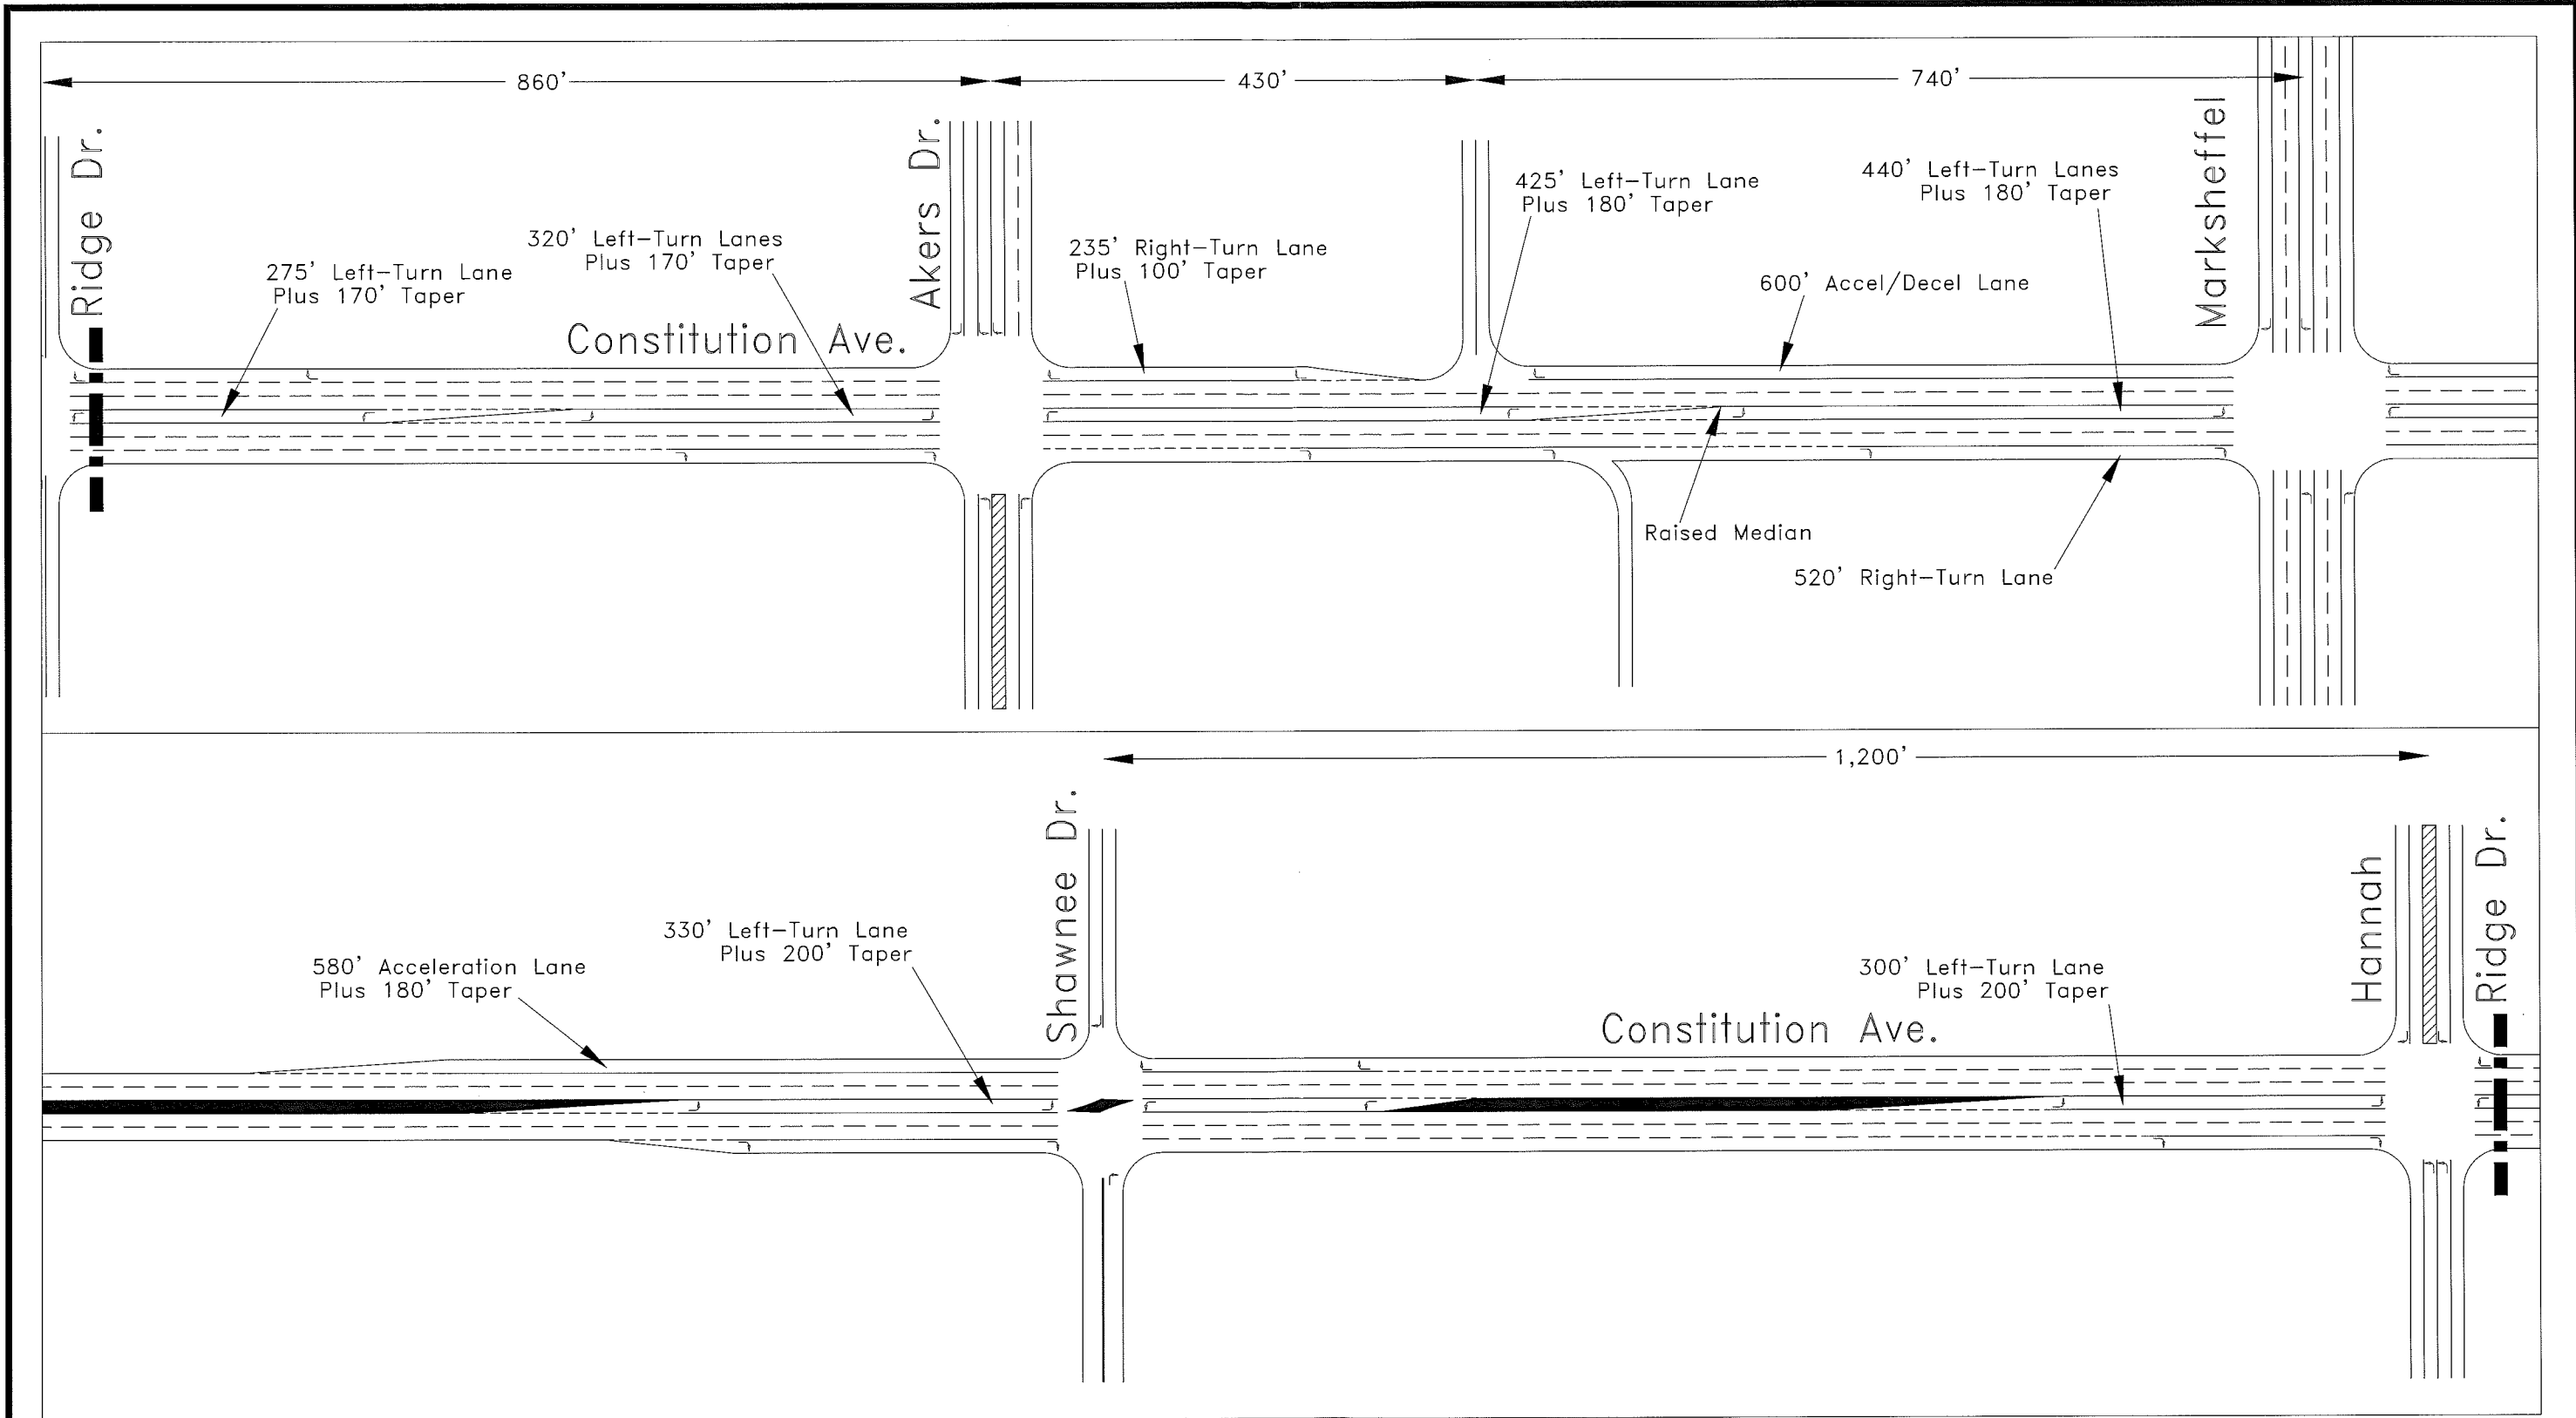 860'
430'
740'
Ridge Dr.
Akers Dr.
Marksheffel
275' Left-Turn Lane
Plus 170' Taper
320' Left-Turn Lanes
Plus 170' Taper
235' Right-Turn Lane
Plus 100' Taper
425' Left-Turn Lane
Plus 180' Taper
440' Left-Turn Lanes
Plus 180' Taper
600' Accel/Decel Lane
Constitution Ave.
Raised Median
520' Right-Turn Lane
1,200'
Shawnee Dr.
Hannah
Ridge Dr.
580' Acceleration Lane
Plus 180' Taper
330' Left-Turn Lane
Plus 200' Taper
300' Left-Turn Lane
Plus 200' Taper
Constitution Ave.